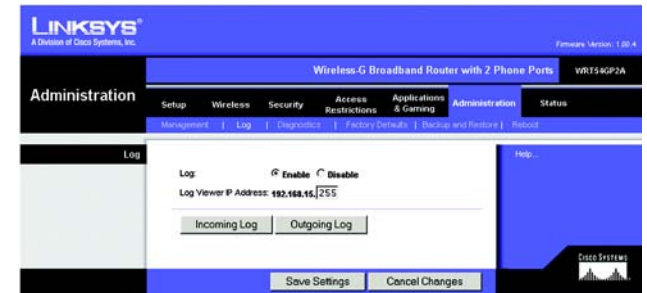 LINKSYS®
A Division of Cisco Systems, Inc.
Firmware Version: 1.00.4
Wireless-G Broadband Router with 2 Phone Ports WRT54GP2A
Administration
Setup Wireless Security Access Restrictions Applications & Gaming Administration Status
Management | Log | Diagnostics | Factory Defaults | Backup and Restore | Reboot
Log
Help...
Log: Enable Disable
Log Viewer IP Address: 192.168.15. 255
Incoming Log Outgoing Log
CISCO SYSTEMS
Save Settings Cancel Changes